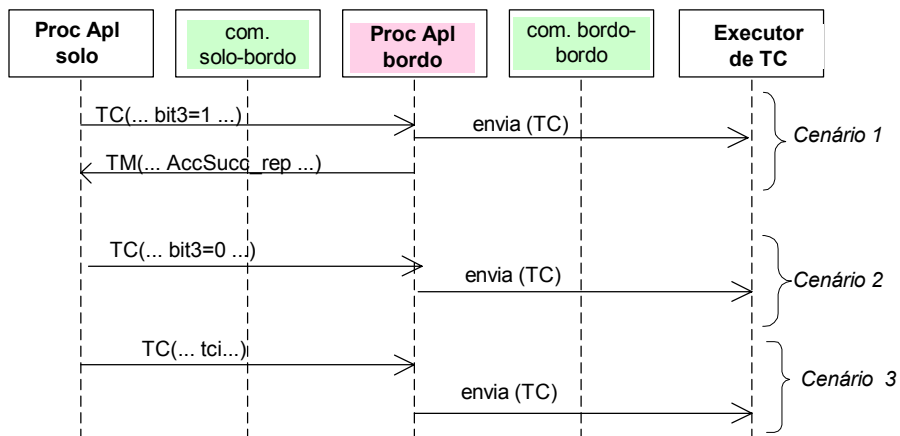 Proc Apl
solo
com.
solo-bordo
Proc Apl
bordo
com. bordo-
bordo
Executor
de TC
TC(... bit3=1 ...)
envia (TC)
Cenário 1
TM(... AccSucc_rep ...)
TC(... bit3=0 ...)
envia (TC)
Cenário 2
TC(... tci...)
Cenário 3
envia (TC)